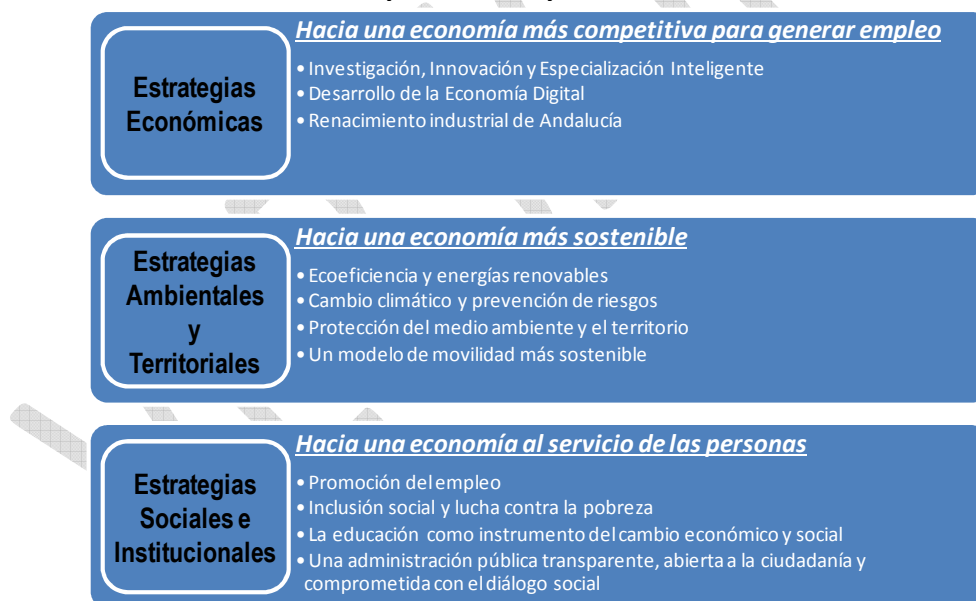 Hacia una economía más competitiva para generar empleo
Estrategias
Económicas
• Investigación, Innovación y Especialización Inteligente
• Desarrollo de la Economía Digital
• Renacimiento industrial de Andalucía
Hacia una economía más sostenible
Estrategias
Ambientales
y
Territoriales
• Ecoeficiencia y energías renovables
• Cambio climático y prevención de riesgos
• Protección del medio ambiente y el territorio
• Un modelo de movilidad más sostenible
Hacia una economía al servicio de las personas
Estrategias
Sociales e
Institucionales
• Promoción del empleo
• Inclusión social y lucha contra la pobreza
• La educación como instrumento del cambio económico y social
• Una administración pública transparente, abierta a la ciudadanía y
comprometida con el diálogo social